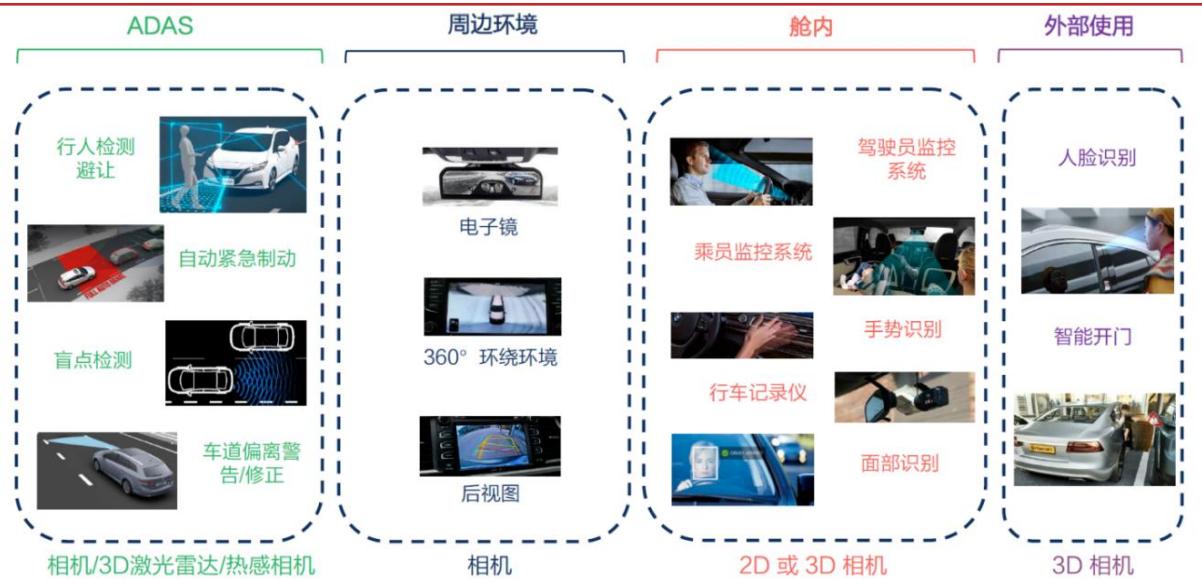 ADAS
周边环境
舱内
外部使用
行人检测
避让
自动紧急制动
盲点检测
车道偏离警
告/修正
电子镜
360° 环绕环境
后视图
驾驶员监控
系统
乘员监控系统
手势识别
行车记录仪
面部识别
人脸识别
智能开门
相机/3D激光雷达/热感相机
相机
2D 或 3D 相机
3D 相机